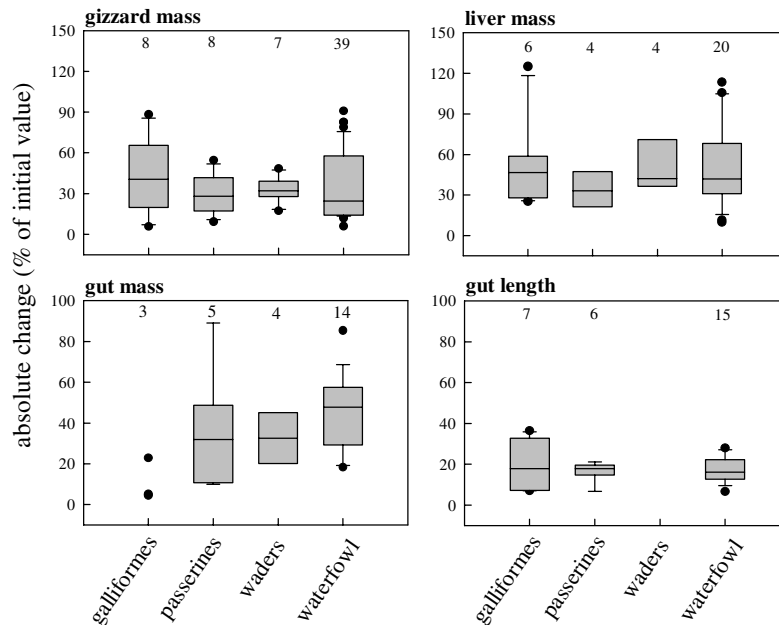 gizzard mass
8 8 7 39
150
120
90
60
30
0
liver mass
6 4 4 20
150
120
90
60
30
0
absolute change (% of initial value)
gut mass
3 5 4 14
100
80
60
40
20
0
galliformes
passerines
waders
waterfowl
gut length
7 6 15
100
80
60
40
20
0
galliformes
passerines
waders
waterfowl